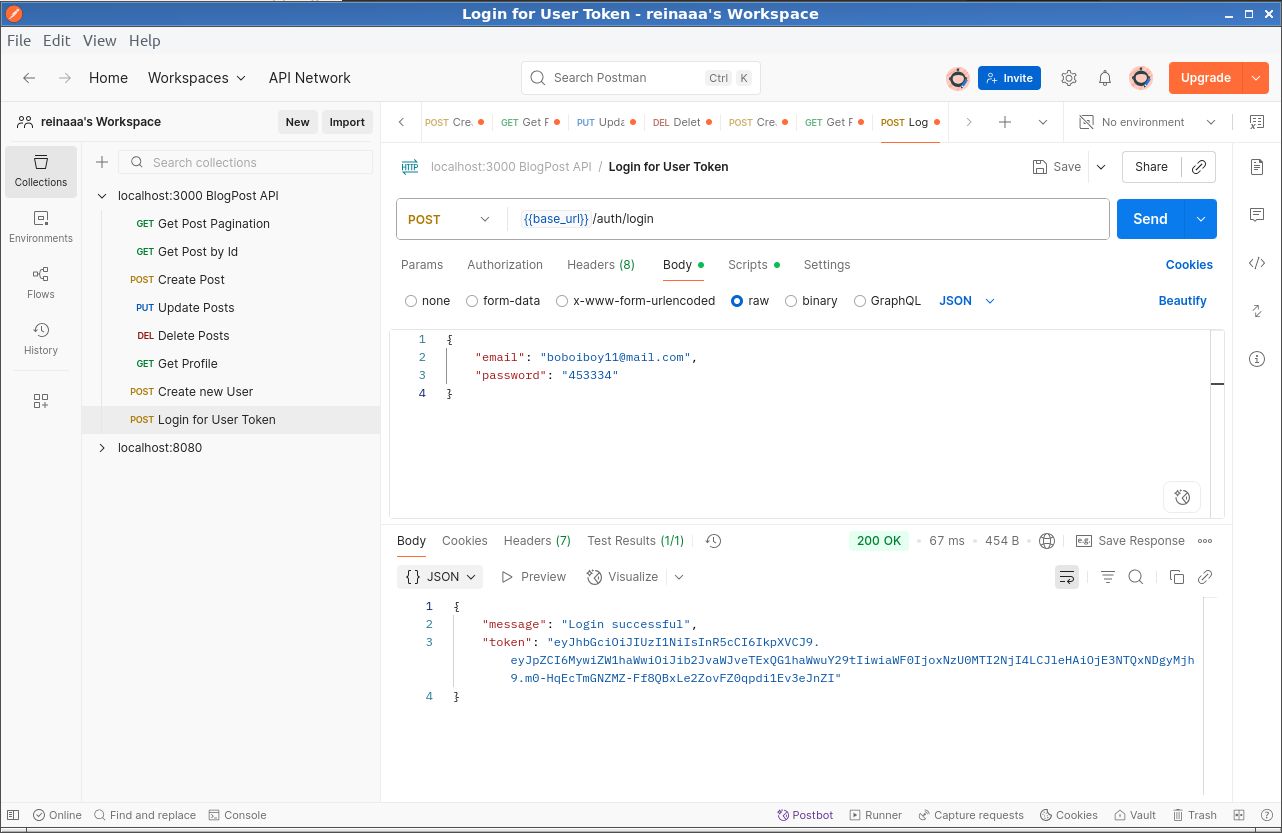 Login for User Token - reinaaa's Workspace
File Edit View Help
Home Workspaces API Network Search Postman Ctrl K Invite Upgrade
reinaaa's Workspace New Import
POST Cre GET Get F PUT Upda DEL Delet POST Cre GET Get F POST Log No environment
Collections
Environments
Flows
History
Search collections
localhost:3000 BlogPost API
GET Get Post Pagination
GET Get Post by Id
POST Create Post
PUT Update Posts
DEL Delete Posts
GET Get Profile
POST Create new User
POST Login for User Token
localhost:8080
HTTP localhost:3000 BlogPost API / Login for User Token Save Share
POST {{base_url}} /auth/login Send
Params Authorization Headers (8) Body Scripts Settings Cookies
none form-data x-www-form-urlencoded raw binary GraphQL JSON Beautify
1 {
2 "email": "boboiboy11@mail.com",
3 "password": "453334"
4 }
Body Cookies Headers (7) Test Results (1/1) 200 OK 67 ms 454 B e.g. Save Response
{} JSON Preview Visualize
1 {
2 "message": "Login successful",
3 "token": "eyJhbGciOiJIUzI1NiIsInR5cCI6IkpXVCJ9.
eyJpZCI6MywiZW1haWwiOiJib2JvaWJveTExQG1haWwuY29tIiwiaWF0IjoxNzU0MTI2NjI4LCJleHAiOjE3NTQxNDgyMjh
9.m0-HqEcTmGNZMZ-Ff8QBxLe2ZovFZ0qpdi1Ev3eJnZI"
4 }
Online Find and replace Console Postbot Runner Capture requests Cookies Vault Trash